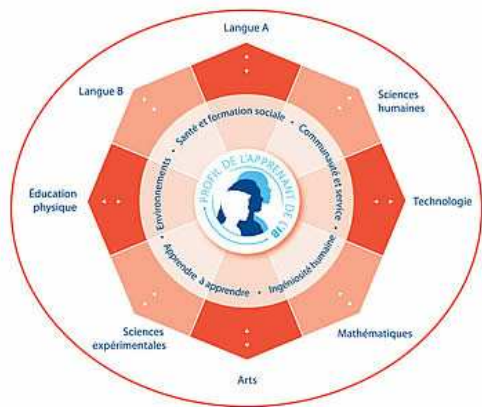 Langue A
Langue B
Sciences
humaines
Santé et formation sociale • Communauté et service • Ingéniosité humaine • Apprendre à apprendre • Environnements •
PROFIL DE L'APPRENANT DE L'IB •
Éducation
physique
Technologie
Sciences
expérimentales
Mathématiques
Arts